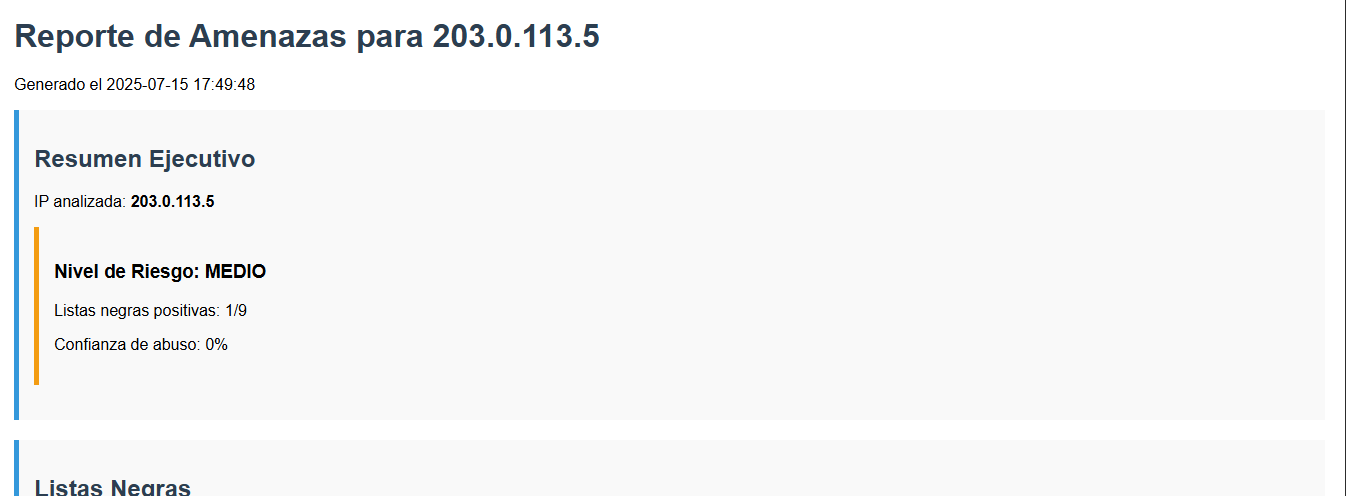 Reporte de Amenazas para 203.0.113.5
Generado el 2025-07-15 17:49:48
Resumen Ejecutivo
IP analizada: 203.0.113.5
Nivel de Riesgo: MEDIO
Listas negras positivas: 1/9
Confianza de abuso: 0%
Listas Negras